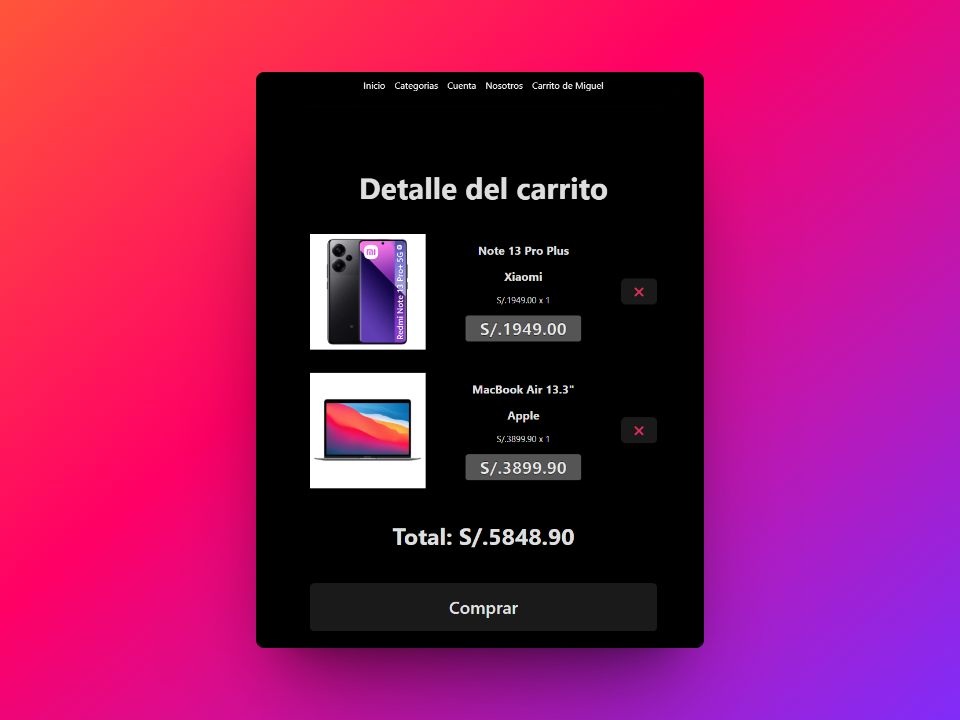 Inicio Categorias Cuenta Nosotros Carrito de Miguel
Detalle del carrito
Note 13 Pro Plus
Xiaomi
S/.1949.00 x 1
S/.1949.00
mi
Redmi Note 13 Pro+ 5G
MacBook Air 13.3"
Apple
S/.3899.90 x 1
S/.3899.90
Total: S/.5848.90
Comprar